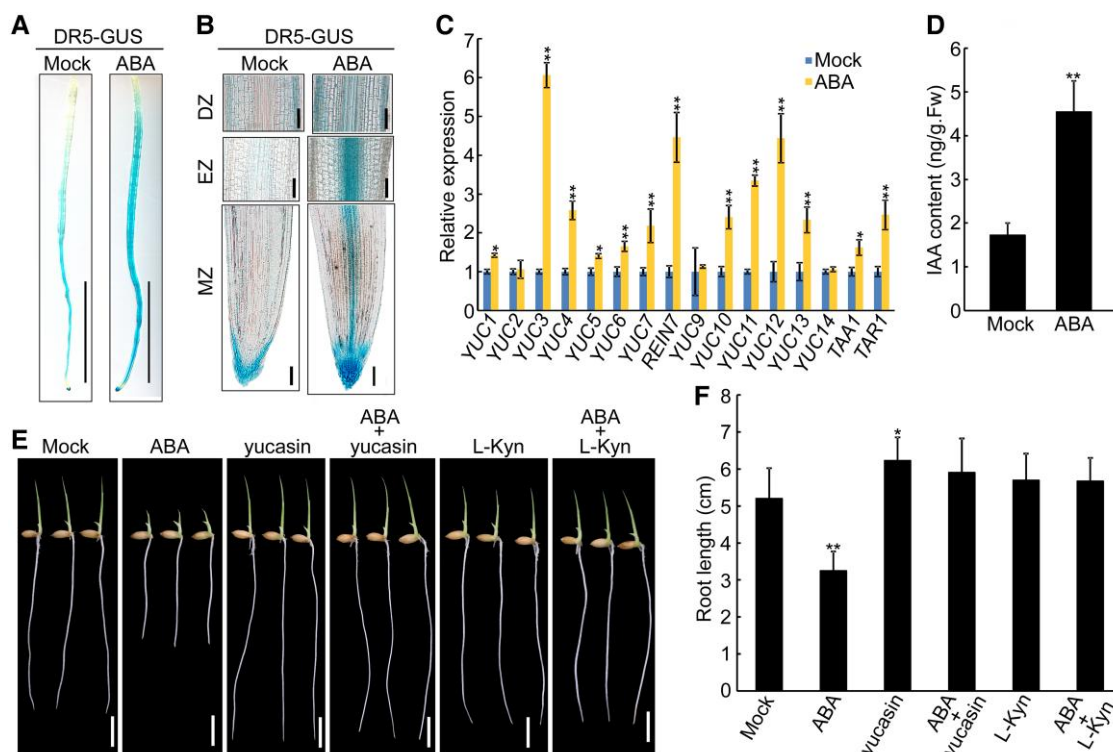 A
DR5-GUS
Mock ABA
B
DR5-GUS
Mock ABA
DZ
EZ
MZ
C
Relative expression
7
6
5
4
3
2
1
0
Mock
ABA
** ** ** ** ** ** ** ** ** ** ** * **
YUC1 YUC2 YUC3 YUC4 YUC5 YUC6 YUC7 REIN7 YUC9 YUC10 YUC11 YUC12 YUC13 YUC14 TAA1 TAR1
D
IAA content (ng/g.Fw)
6
5
4
3
2
1
0
**
Mock ABA
E
Mock ABA yucasin ABA + yucasin L-Kyn ABA + L-Kyn
F
Root length (cm)
8
7
6
5
4
3
2
1
0
** *
Mock ABA yucasin ABA + yucasin L-Kyn ABA + L-Kyn